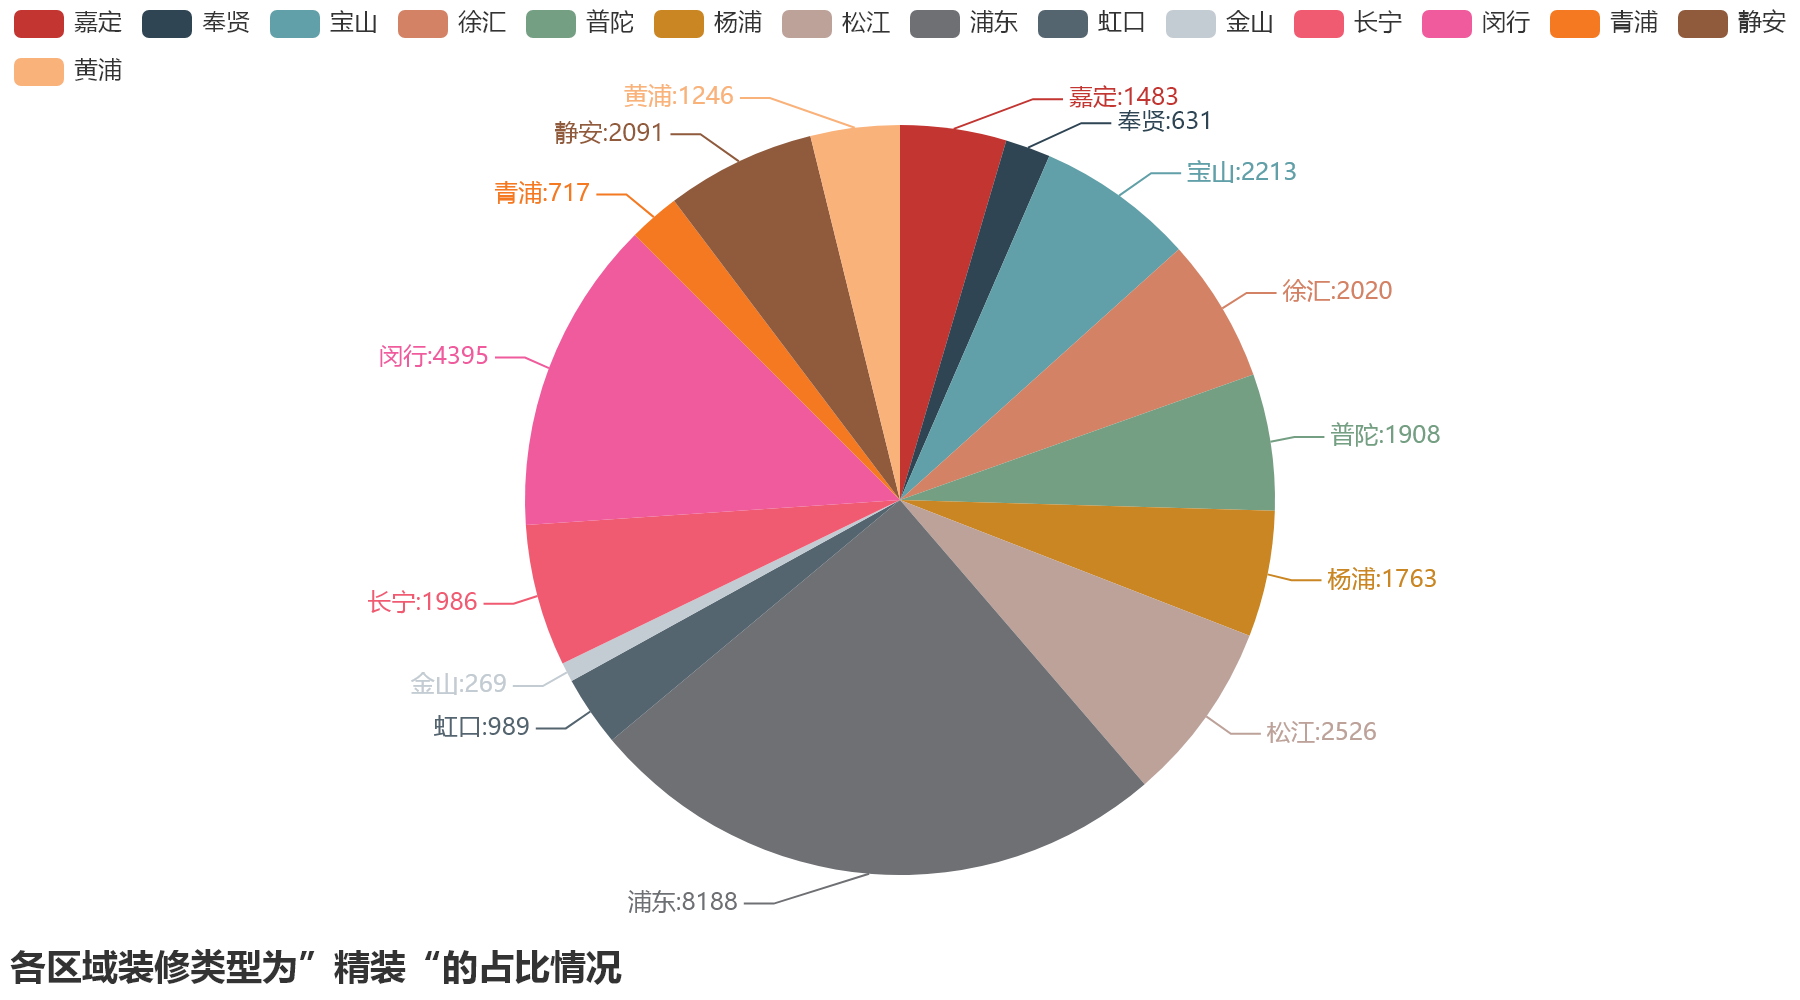 嘉定 奉贤 宝山 徐汇 普陀 杨浦 松江 浦东 虹口 金山 长宁 闵行 青浦 静安
黄浦
黄浦:1246
嘉定:1483
奉贤:631
静安:2091
宝山:2213
青浦:717
徐汇:2020
闵行:4395
普陀:1908
杨浦:1763
长宁:1986
金山:269
虹口:989
松江:2526
浦东:8188
各区域装修类型为”精装“的占比情况